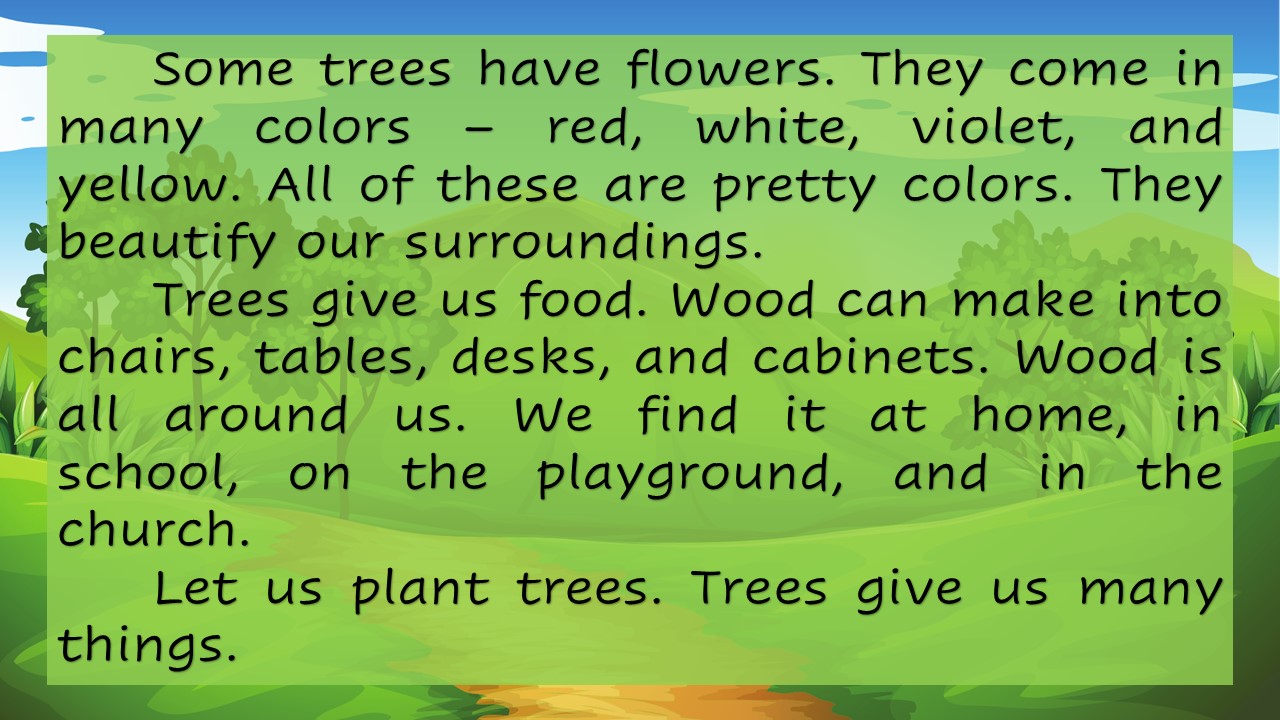 Some trees have flowers. They come in
many colors – red, white, violet, and
yellow. All of these are pretty colors. They
beautify our surroundings.
Trees give us food. Wood can make into
chairs, tables, desks, and cabinets. Wood is
all around us. We find it at home, in
school, on the playground, and in the
church.
Let us plant trees. Trees give us many
things.